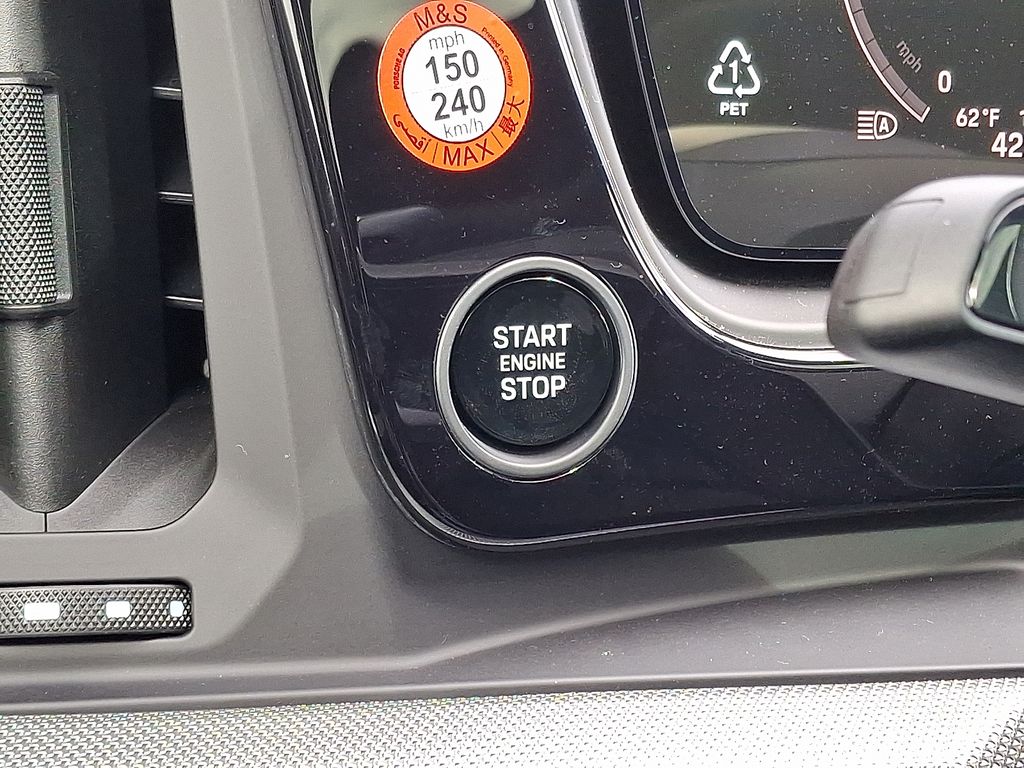 M&S
PORSCHE AG
Printed in Germany
mph
150
240
km/h
أقصى | MAX | 最大
START
ENGINE
STOP
1
PET
mph
0
A
62°F
42